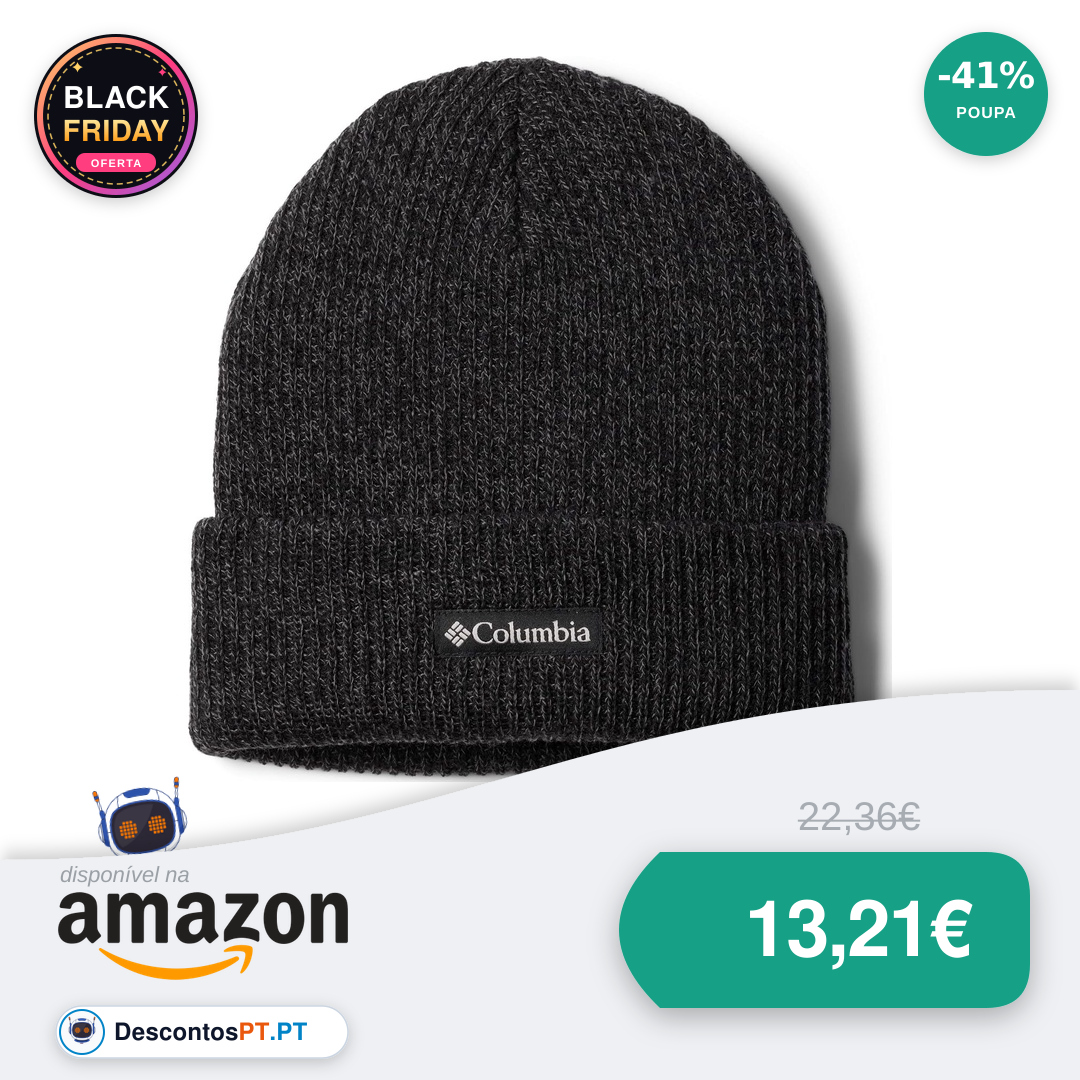 BLACK
FRIDAY
OFERTA
-41%
POUPA
Columbia
22,36€
13,21€
disponível na
amazon
DescontosPT.PT